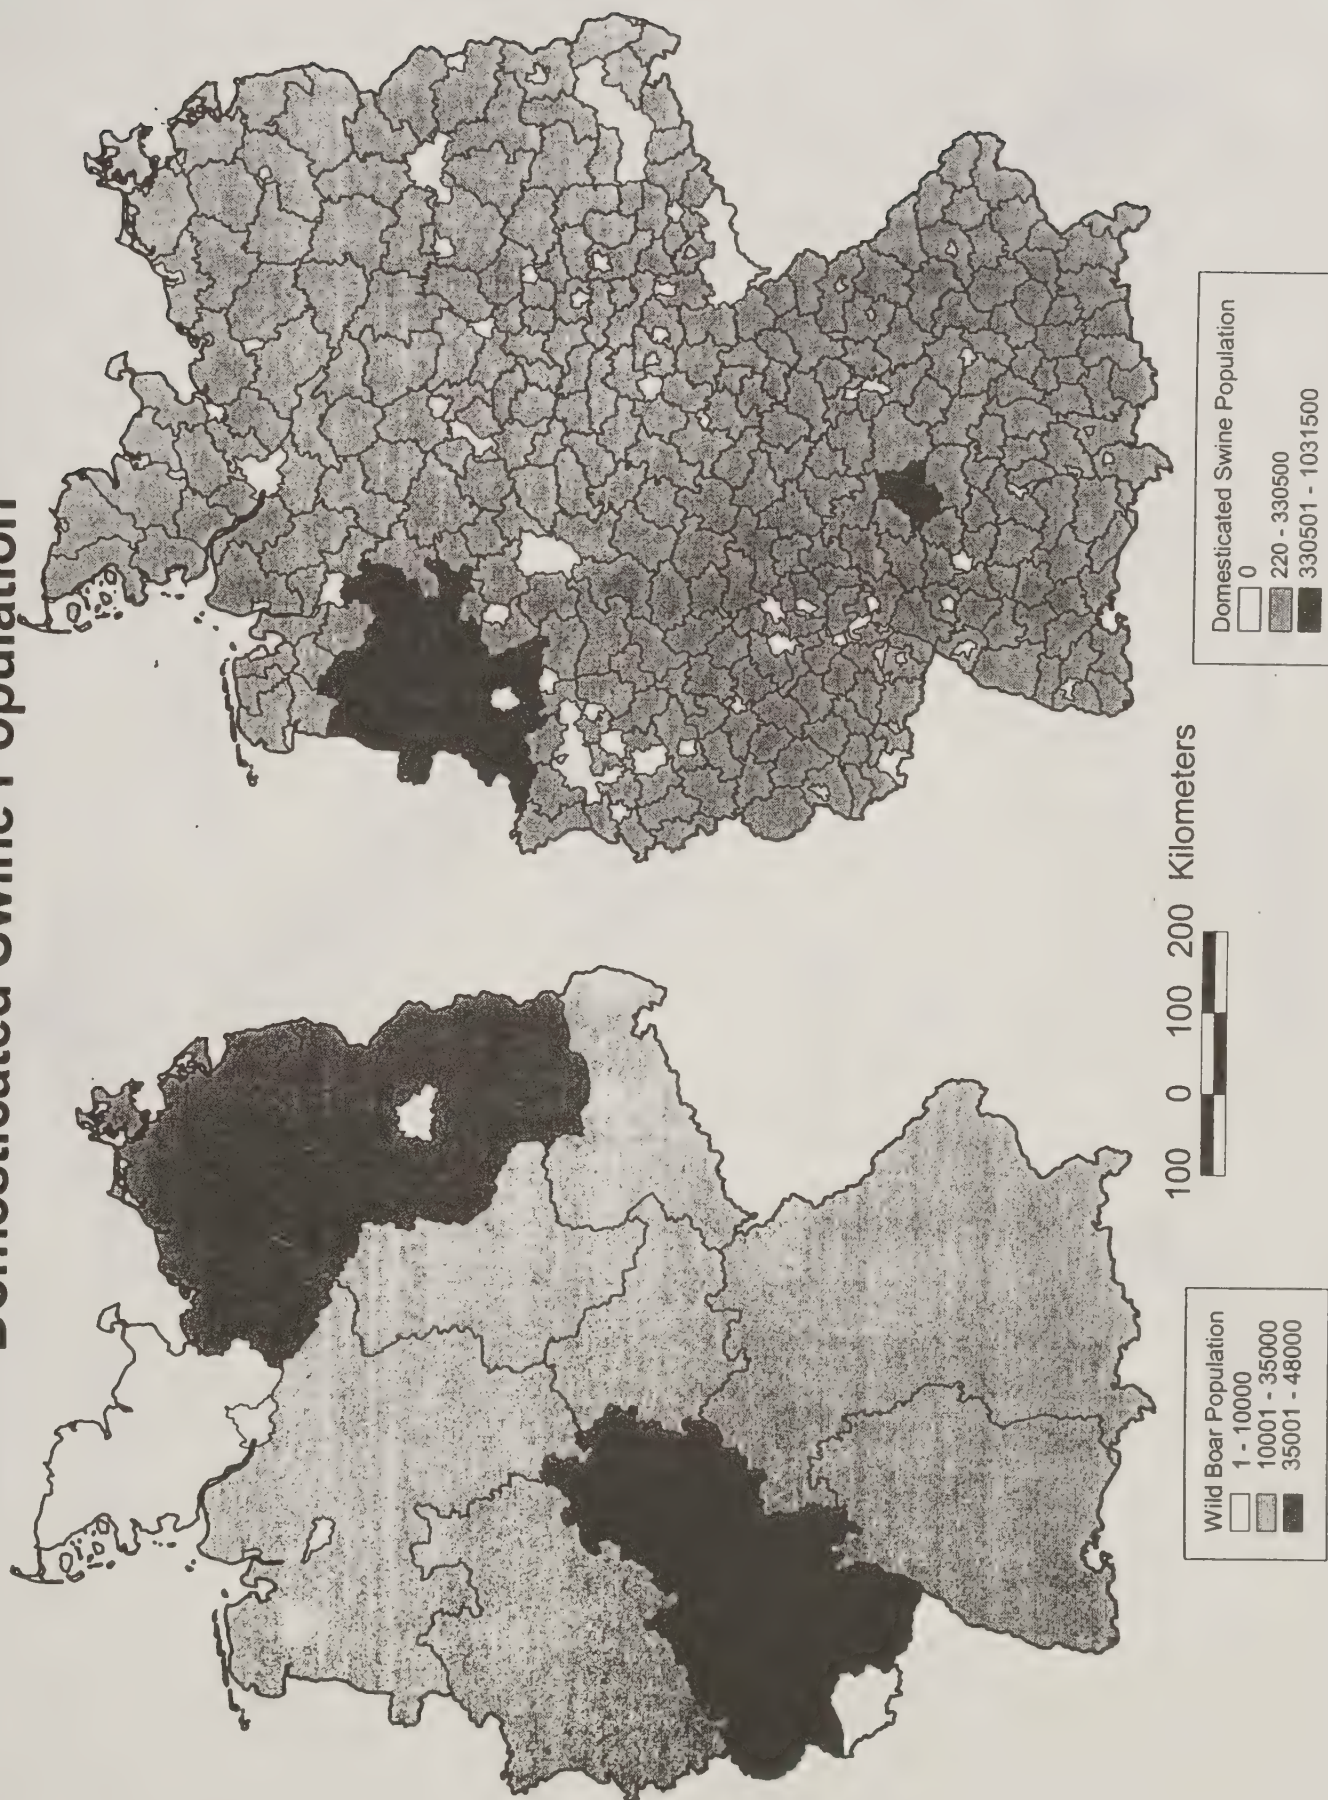 Domesticated Swine Population
Wild Boar Population
1 - 10000
10001 - 35000
35001 - 48000
100 0 100 200 Kilometers
Domesticated Swine Population
0
220 - 330500
330501 - 1031500